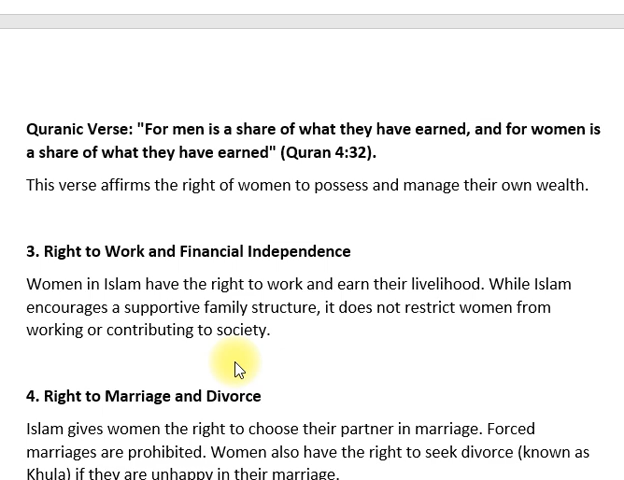 Quranic Verse: "For men is a share of what they have earned, and for women is
a share of what they have earned" (Quran 4:32).
This verse affirms the right of women to possess and manage their own wealth.
3. Right to Work and Financial Independence
Women in Islam have the right to work and earn their livelihood. While Islam
encourages a supportive family structure, it does not restrict women from
working or contributing to society.
4. Right to Marriage and Divorce
Islam gives women the right to choose their partner in marriage. Forced
marriages are prohibited. Women also have the right to seek divorce (known as
Khula) if they are unhappy in their marriage.